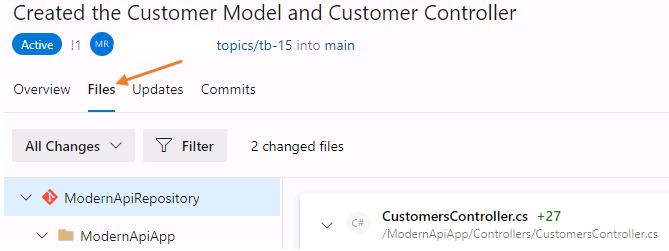 Created the Customer Model and Customer Controller
Active !1 MR topics/tb-15 into main
Overview Files Updates Commits
All Changes Filter 2 changed files
ModernApiRepository
C# CustomersController.cs +27
/ModernApiApp/Controllers/CustomersController.cs
ModernApiApp